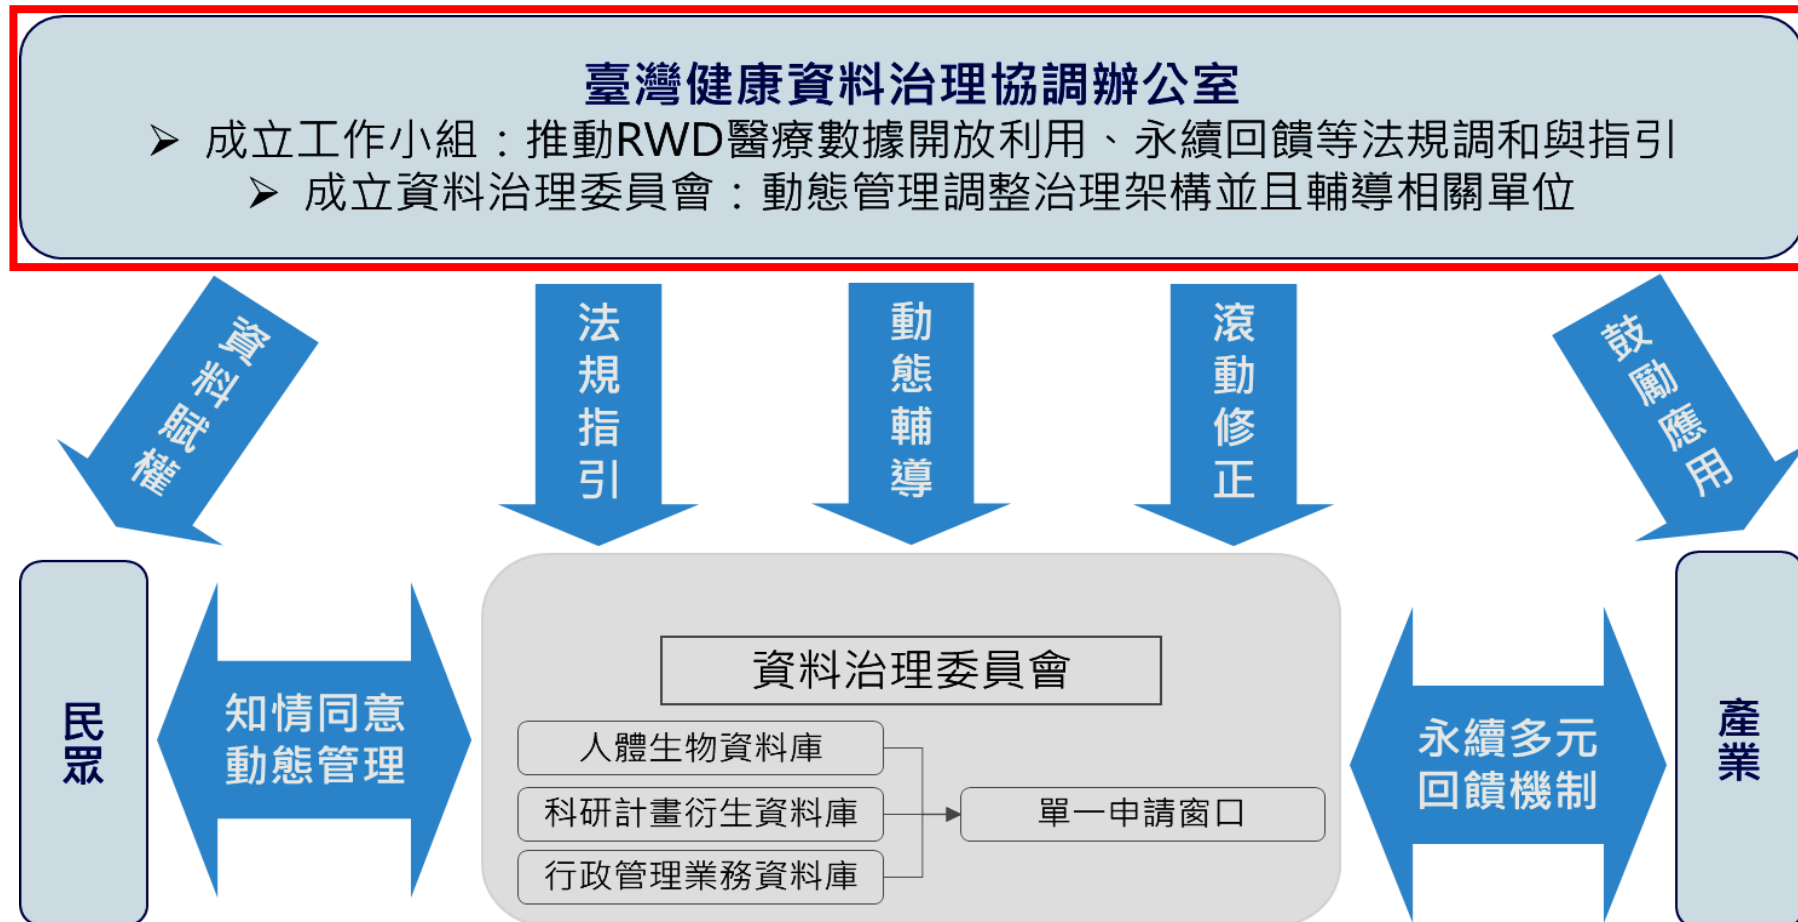 臺灣健康資料治理協調辦公室
➢ 成立工作小組：推動RWD醫療數據開放利用、永續回饋等法規調和與指引
➢ 成立資料治理委員會：動態管理調整治理架構並且輔導相關單位
資料賦權
法規指引
動態輔導
滾動修正
鼓勵應用
民眾
知情同意
動態管理
資料治理委員會
人體生物資料庫
科研計畫衍生資料庫
行政管理業務資料庫
單一申請窗口
永續多元
回饋機制
產業